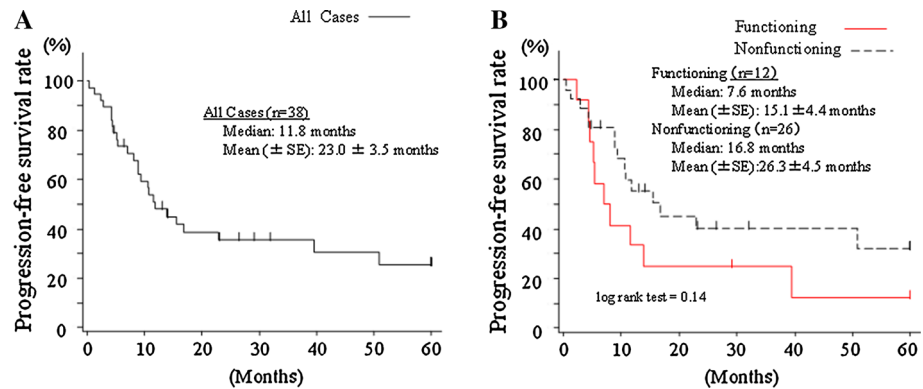 A
All Cases
(%)
Progression-free survival rate
100
80
60
40
20
0
All Cases (n=38)
Median: 11.8 months
Mean (± SE): 23.0 ± 3.5 months
0 10 20 30 40 50 60
(Months)
B
Functioning
Nonfunctioning
(%)
Progression-free survival rate
100
80
60
40
20
0
Functioning (n=12)
Median: 7.6 months
Mean (±SE): 15.1 ±4.4 months
Nonfunctioning (n=26)
Median: 16.8 months
Mean (±SE):26.3±4.5 months
log rank test = 0.14
0 10 20 30 40 50 60
(Months)